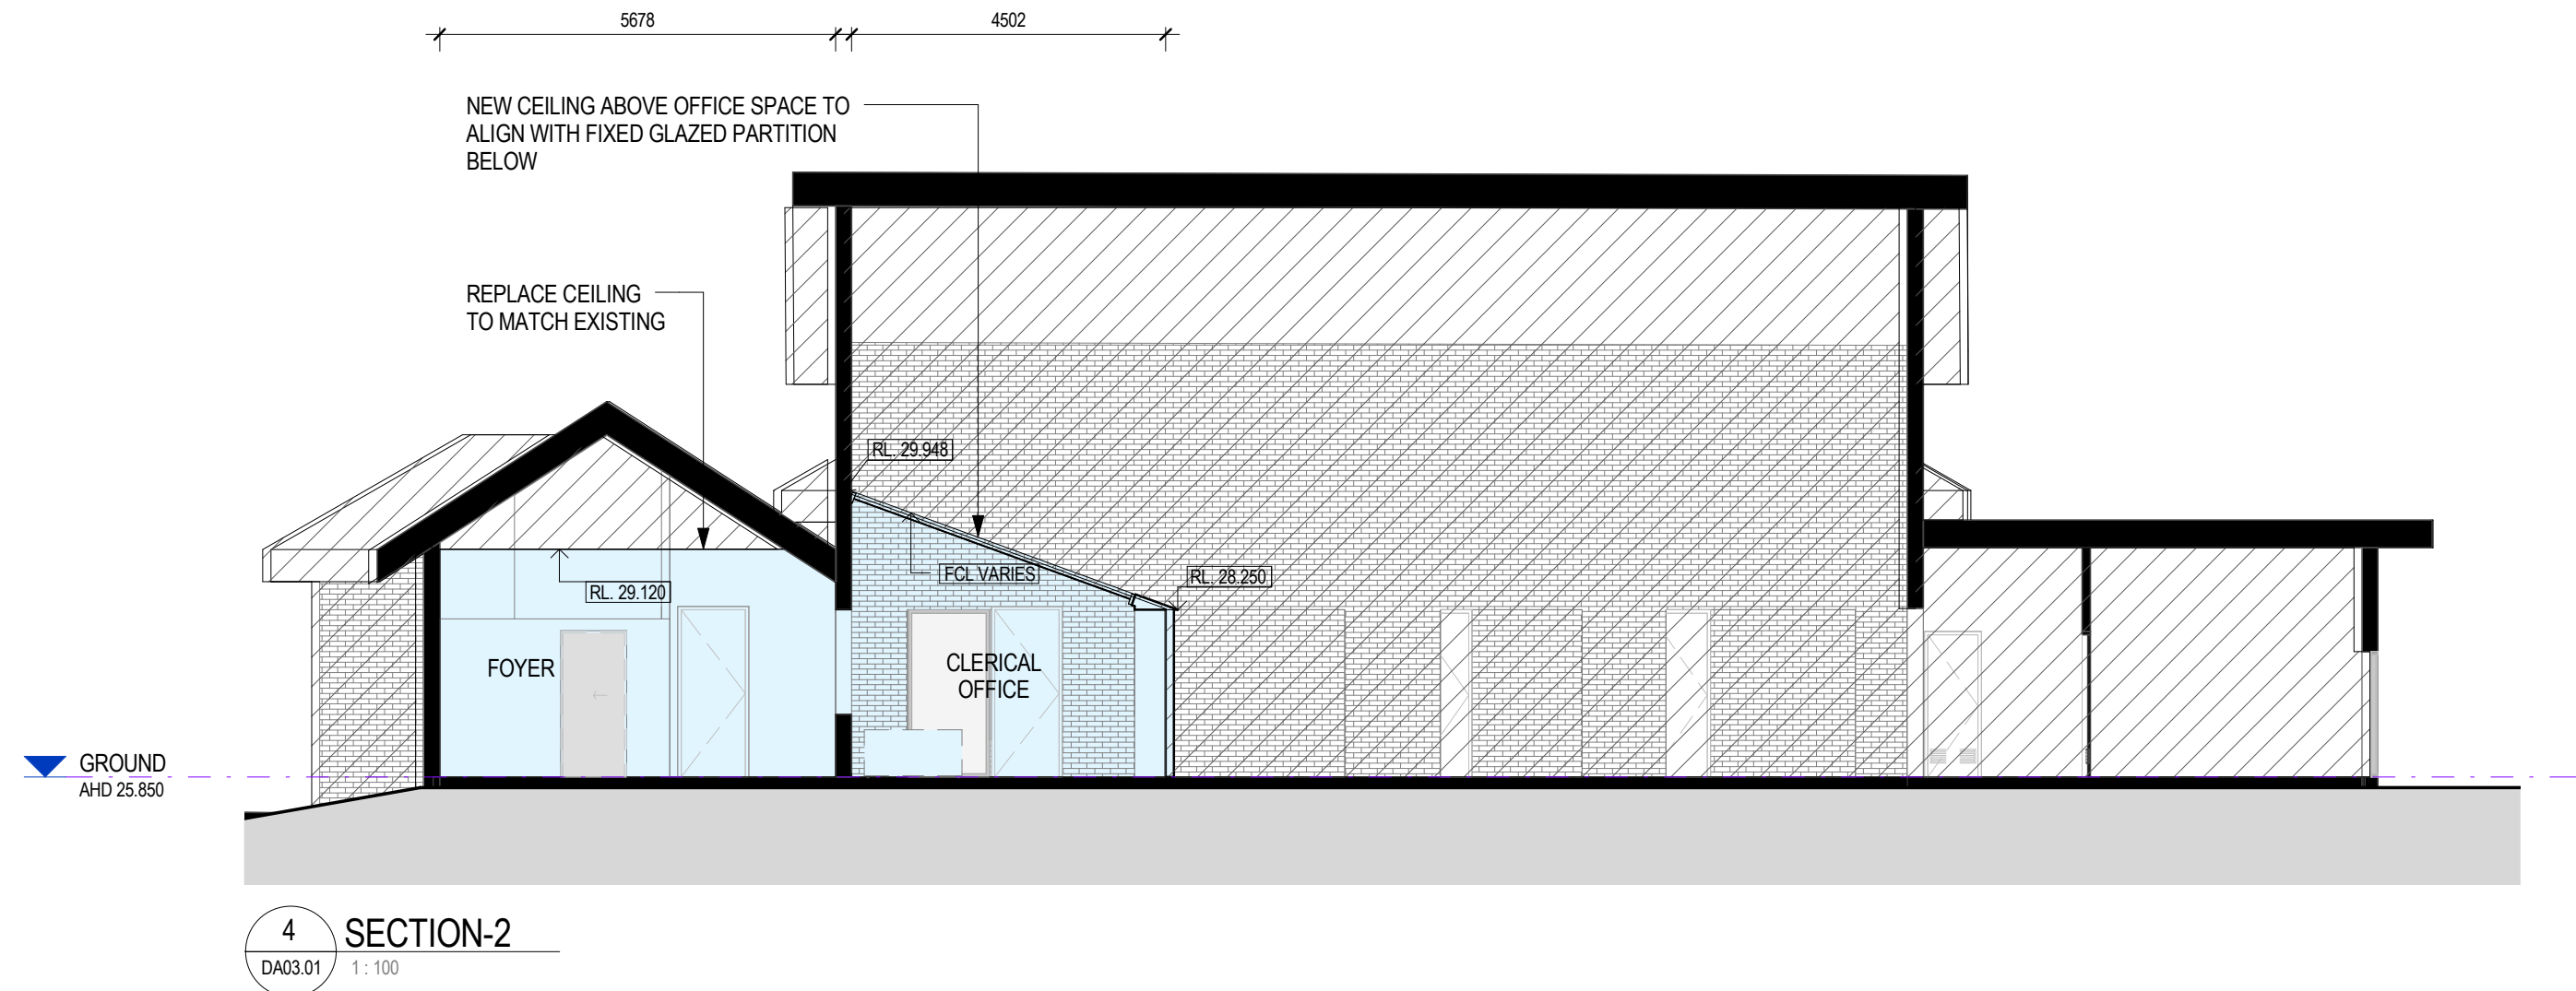 5678
4502
NEW CEILING ABOVE OFFICE SPACE TO
ALIGN WITH FIXED GLAZED PARTITION
BELOW
REPLACE CEILING
TO MATCH EXISTING
RL. 29.948
FCL VARIES
RL. 28.250
RL. 29.120
FOYER
CLERICAL
OFFICE
GROUND
AHD 25.850
4
SECTION-2
DA03.01
1 : 100